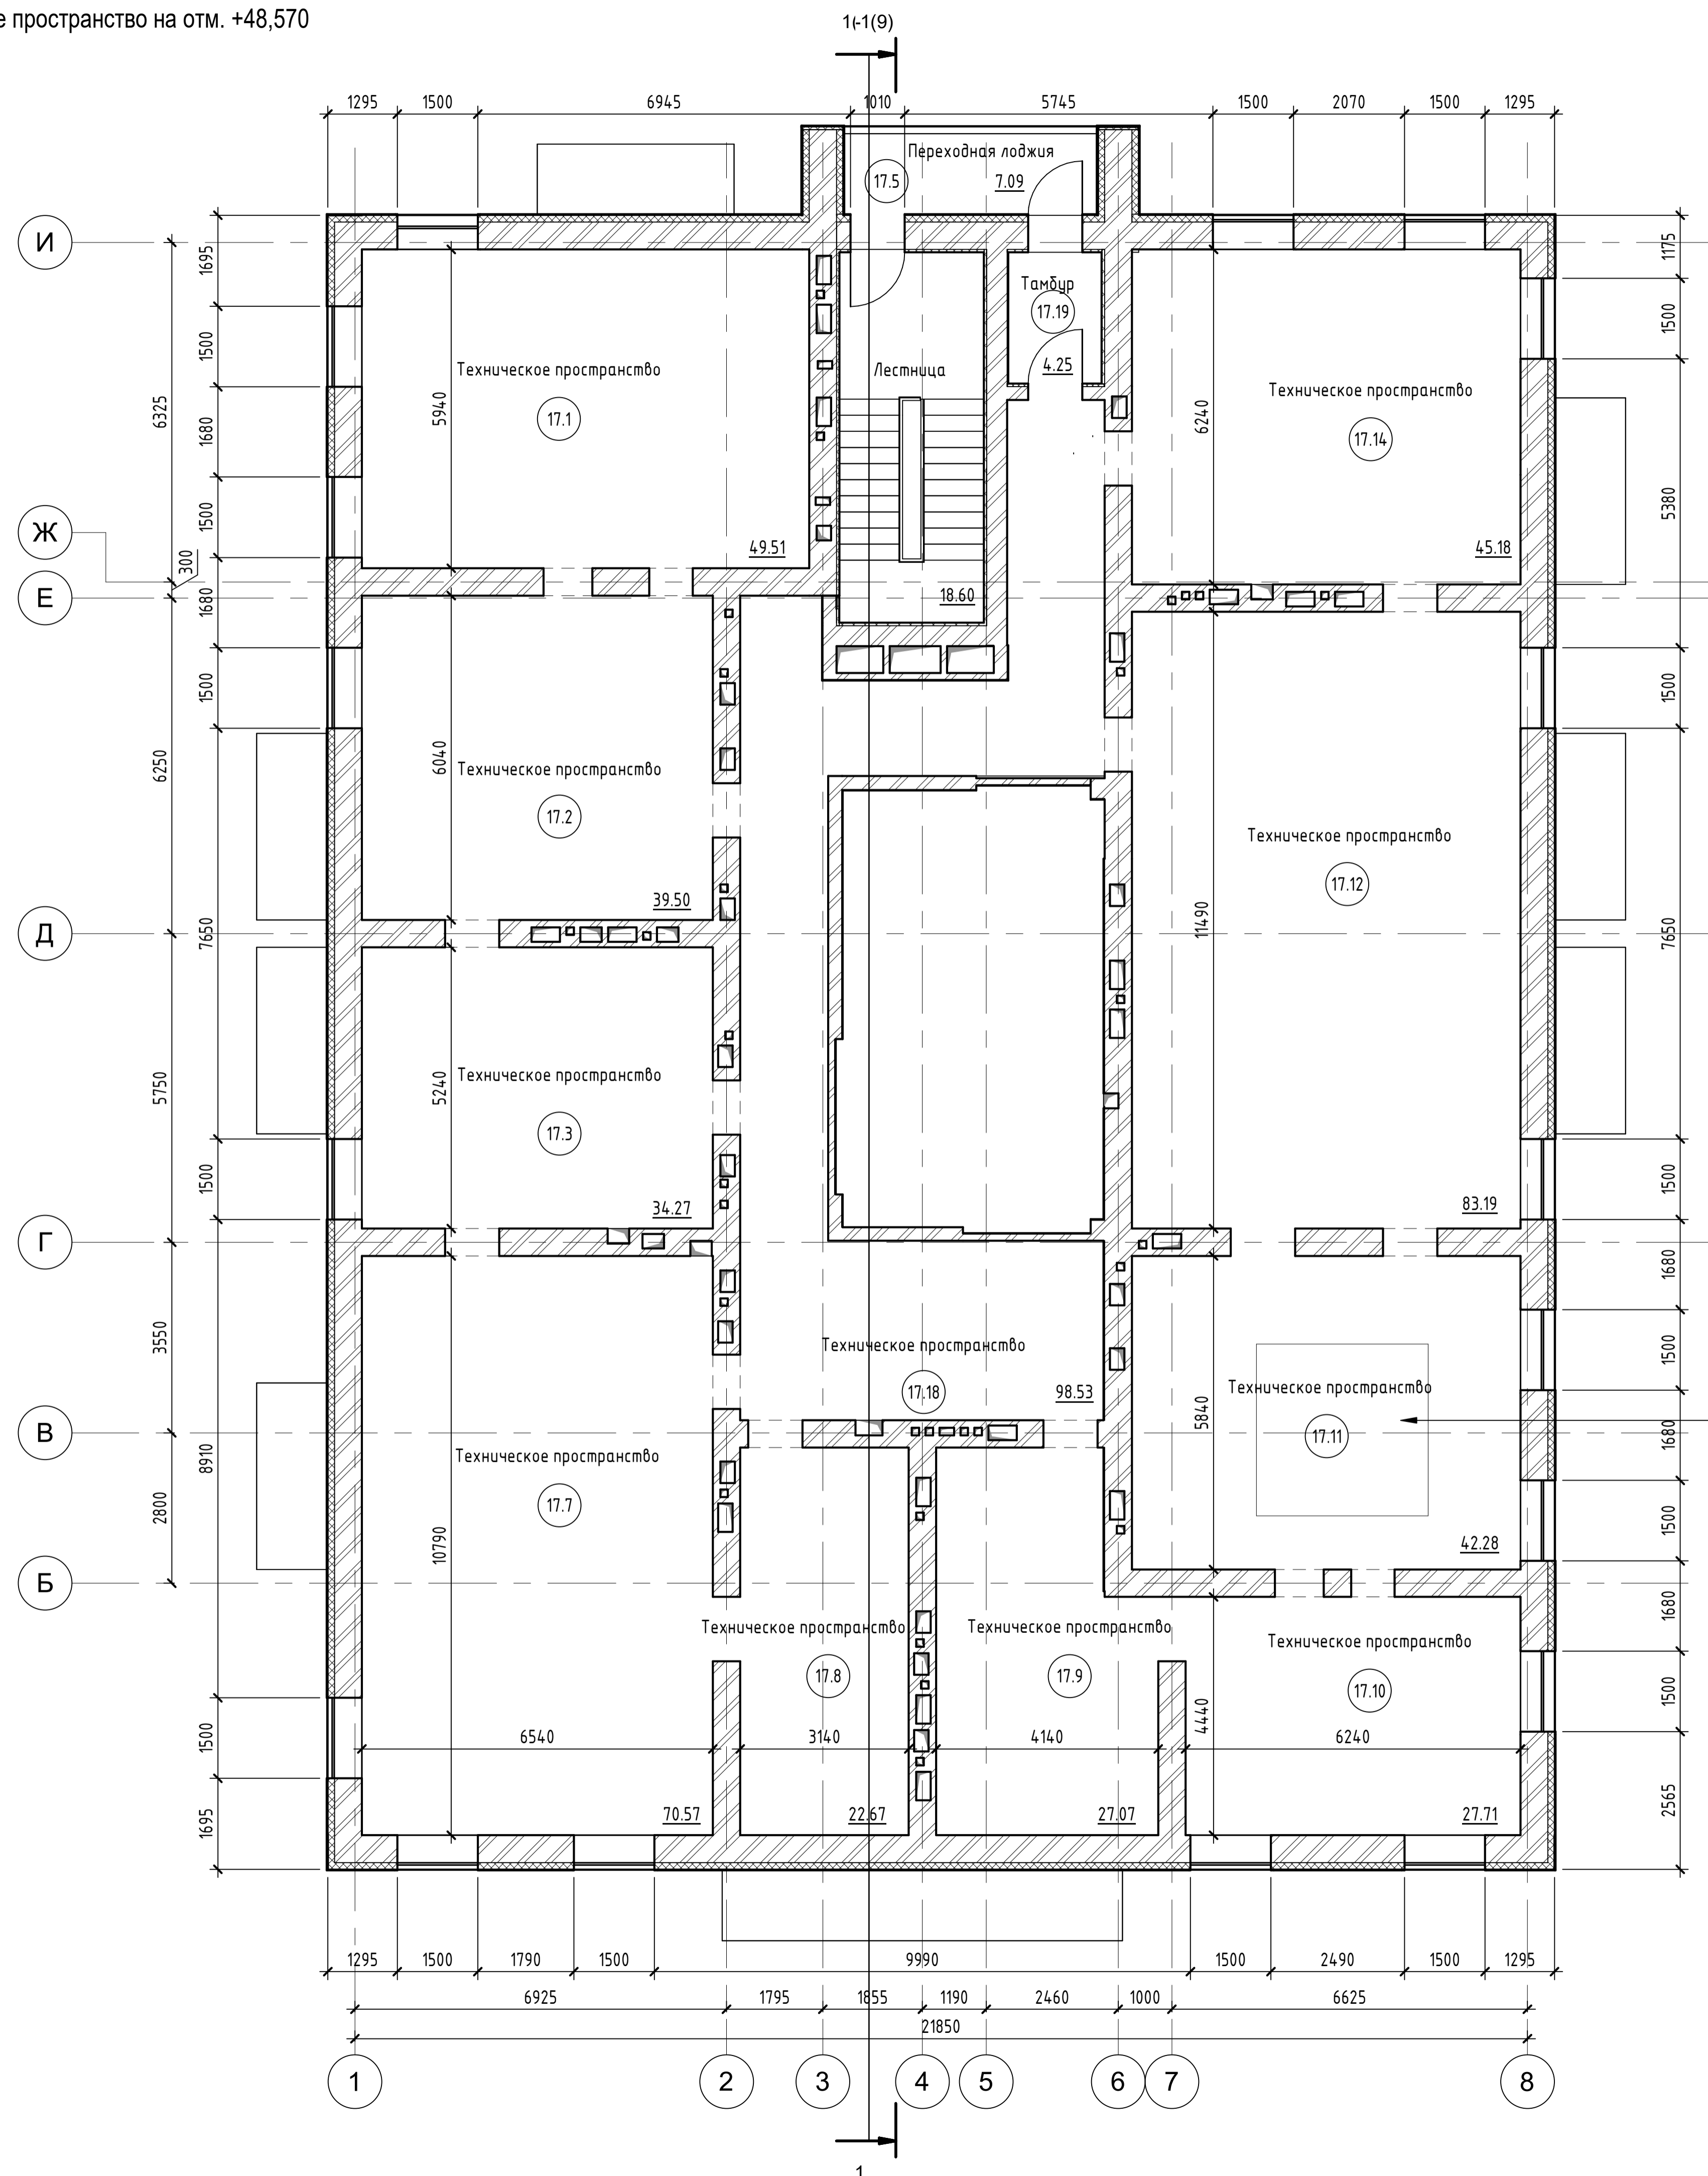 е пространство на отм. +48,570
1(-1(9)
1295 1500 6945 1010 5745 1500 2070 1500 1295
Переходная лоджия
17.5
7.09
И
1695
1175
Тамбур
17.19
4.25
1500
1500
Техническое пространство
17.1
5940
49.51
Лестница
18.60
Техническое пространство
17.14
6240
45.18
6325
1680
5380
1500
Ж
300
Е
1680
1500
1500
6250
Техническое пространство
17.2
6040
39.50
Техническое пространство
17.12
11490
83.19
Д
7650
7650
5750
Техническое пространство
17.3
5240
34.27
1500
1500
Г
1680
3550
Техническое пространство
17.18
98.53
1500
Техническое пространство
17.11
5840
42.28
В
1680
8910
Техническое пространство
17.7
10790
70.57
2800
1500
Б
1680
Техническое пространство
17.8
22.67
Техническое пространство
17.9
27.07
Техническое пространство
17.10
4440
27.71
1500
1500
6540 3140 4140 6240
1695
2565
1295 1500 1790 1500 9990 1500 2490 1500 1295
6925 1795 1855 1190 2460 1000 6625
21850
1 2 3 4 5 6 7 8
1